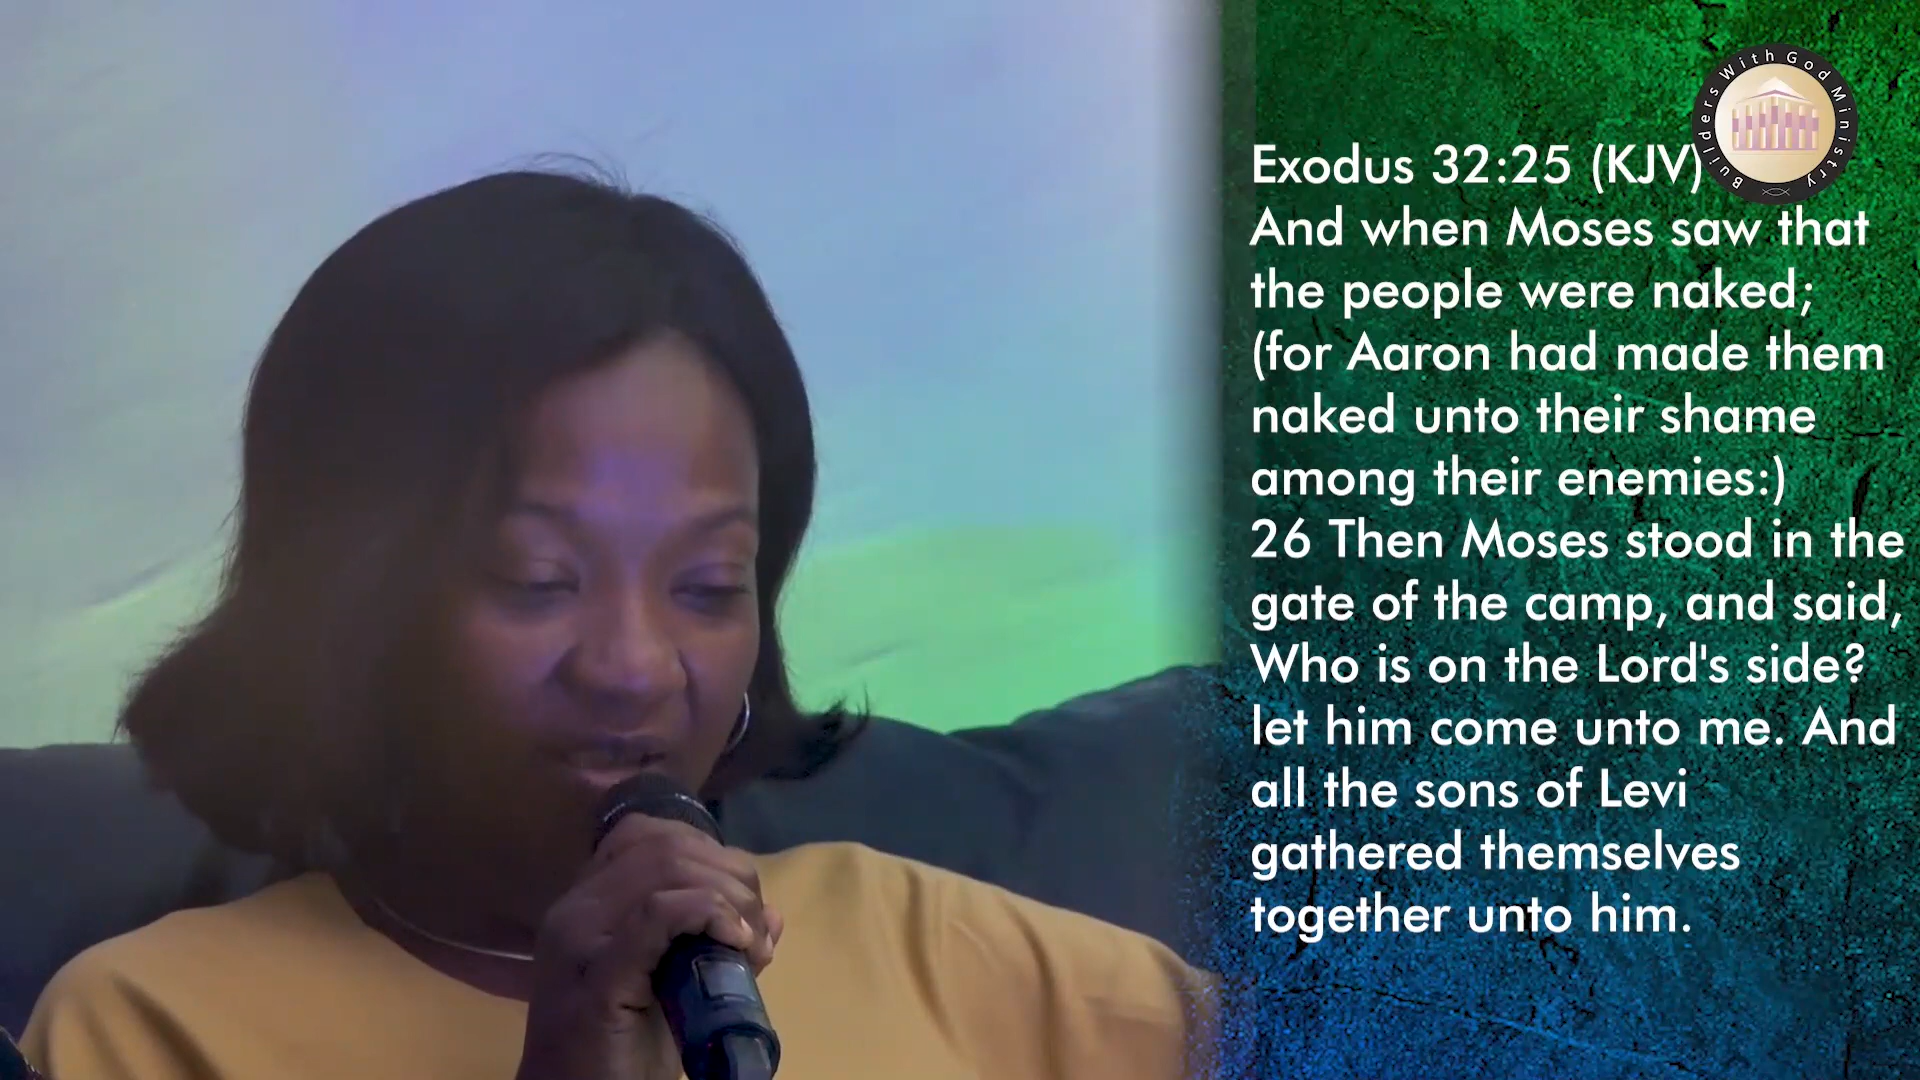 Builders With God Ministry
Exodus 32:25 (KJV)
And when Moses saw that
the people were naked;
(for Aaron had made them
naked unto their shame
among their enemies:)
26 Then Moses stood in the
gate of the camp, and said,
Who is on the Lord's side?
let him come unto me. And
all the sons of Levi
gathered themselves
together unto him.